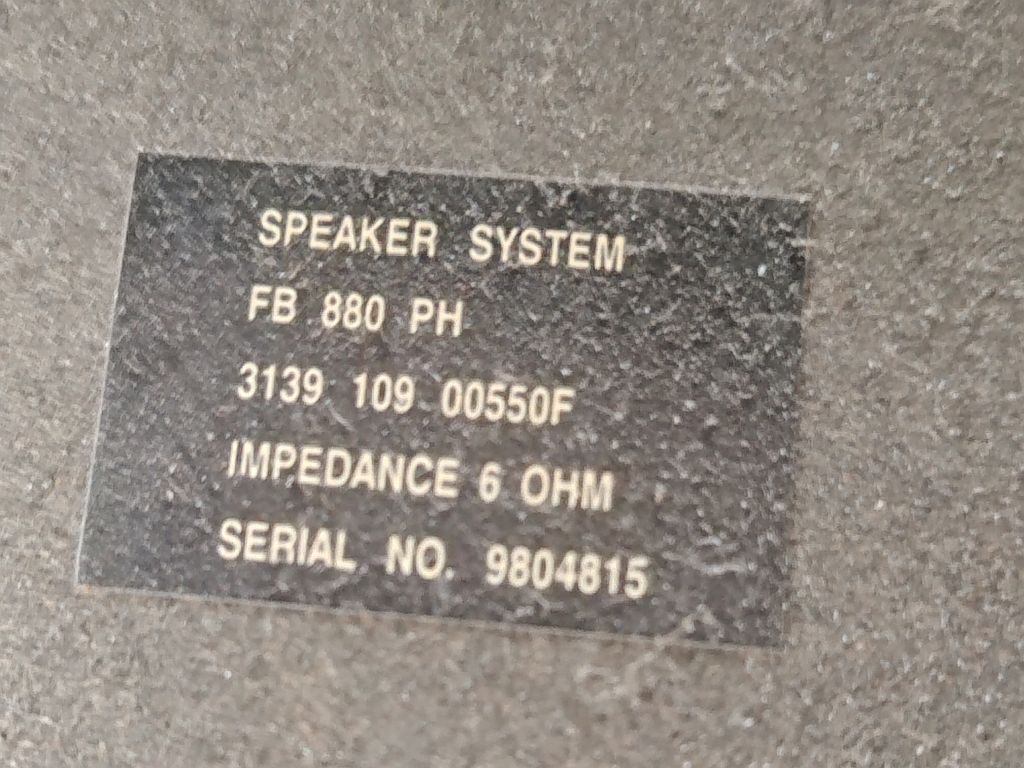 SPEAKER SYSTEM
FB 880 PH
3139 109 00550F
IMPEDANCE 6 OHM
SERIAL NO. 9804815